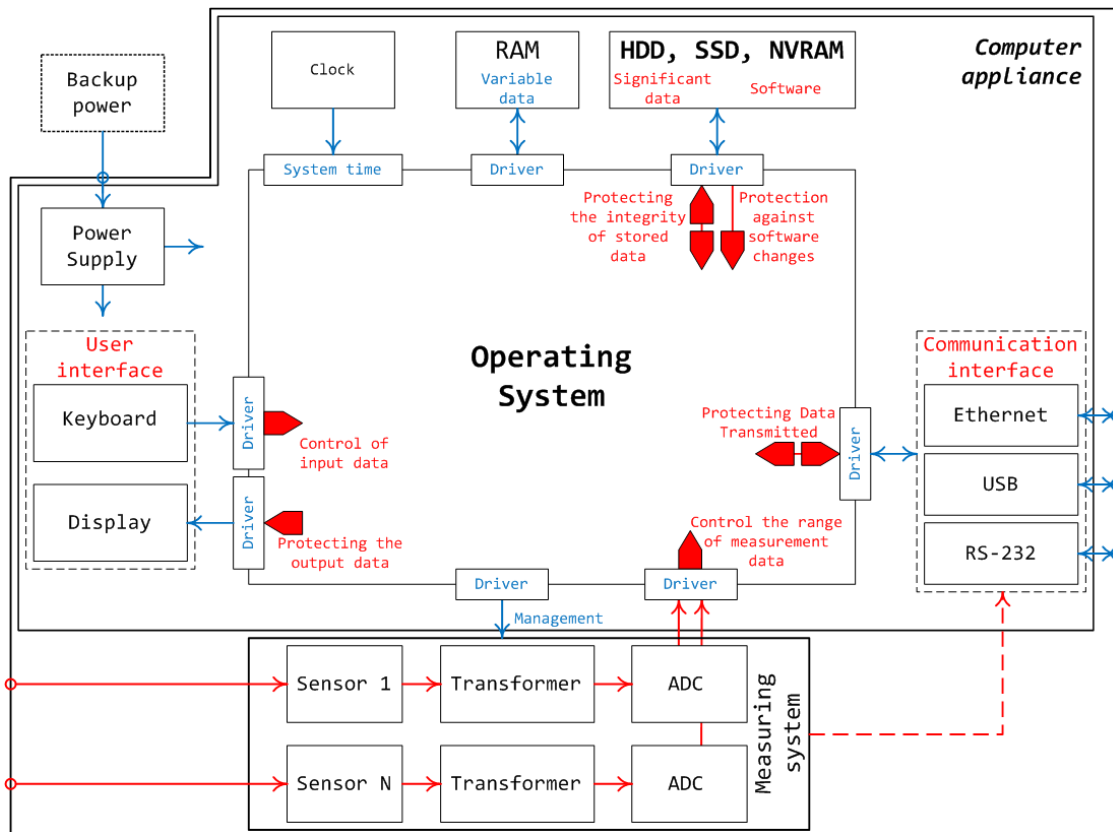 Computer
appliance
Backup
power
Clock
RAM
Variable
data
HDD, SSD, NVRAM
Significant
data
Software
System time
Driver
Driver
Protecting
the integrity
of stored
data
Protection
against
software
changes
Power
Supply
User
interface
Keyboard
Display
Driver
Control of
input data
Driver
Protecting the
output data
Operating
System
Protecting Data
Transmitted
Driver
Communication
interface
Ethernet
USB
RS-232
Control the range
of measurement
data
Driver
Driver
Management
Sensor 1
Transformer
ADC
Sensor N
Transformer
ADC
Measuring
system